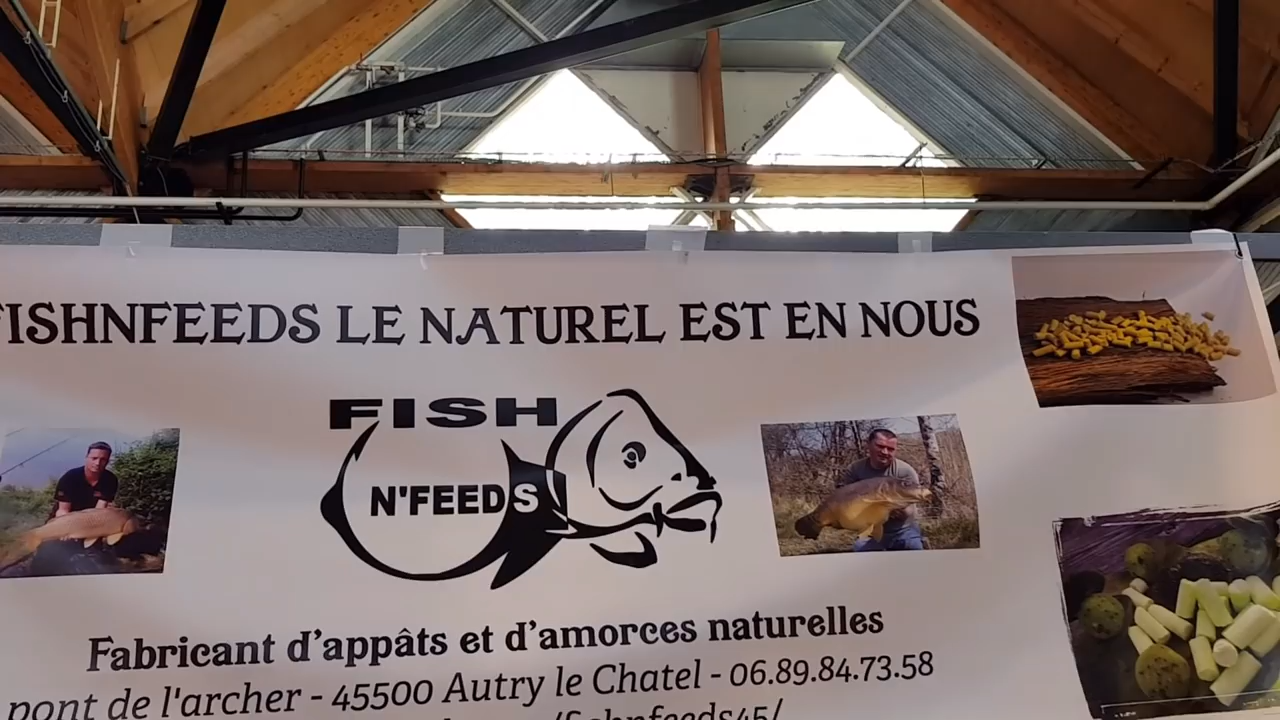 FISHNFEEDS LE NATUREL EST EN NOUS
FISH
N'FEEDS
Fabricant d'appâts et d'amorces naturelles
pont de l'archer - 45500 Autry le Chatel - 06.89.84.73.58
/fishnfeeds45/